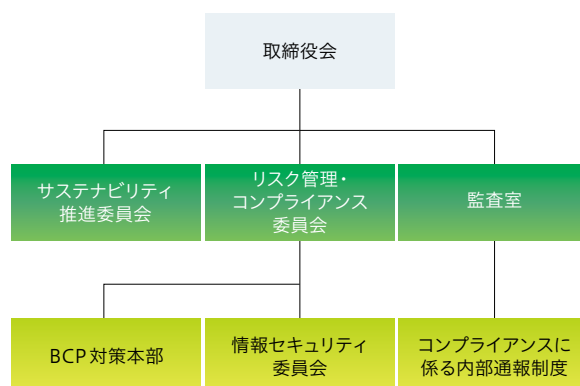 取締役会
サステナビリティ
推進委員会
リスク管理・
コンプライアンス
委員会
監査室
BCP対策本部
情報セキュリティ
委員会
コンプライアンスに
係る内部通報制度